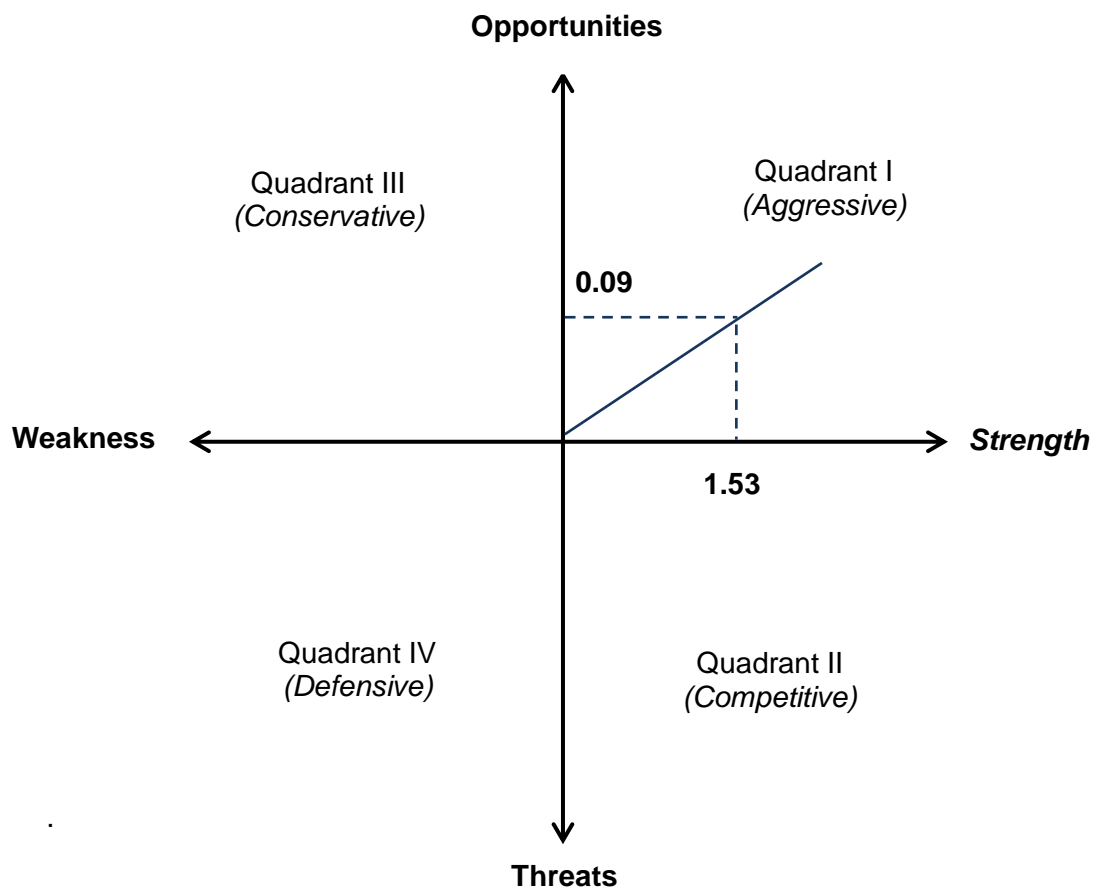 Opportunities
Quadrant III
(Conservative)
Quadrant I
(Aggressive)
0.09
Weakness
Strength
1.53
Quadrant IV
(Defensive)
Quadrant II
(Competitive)
.
Threats